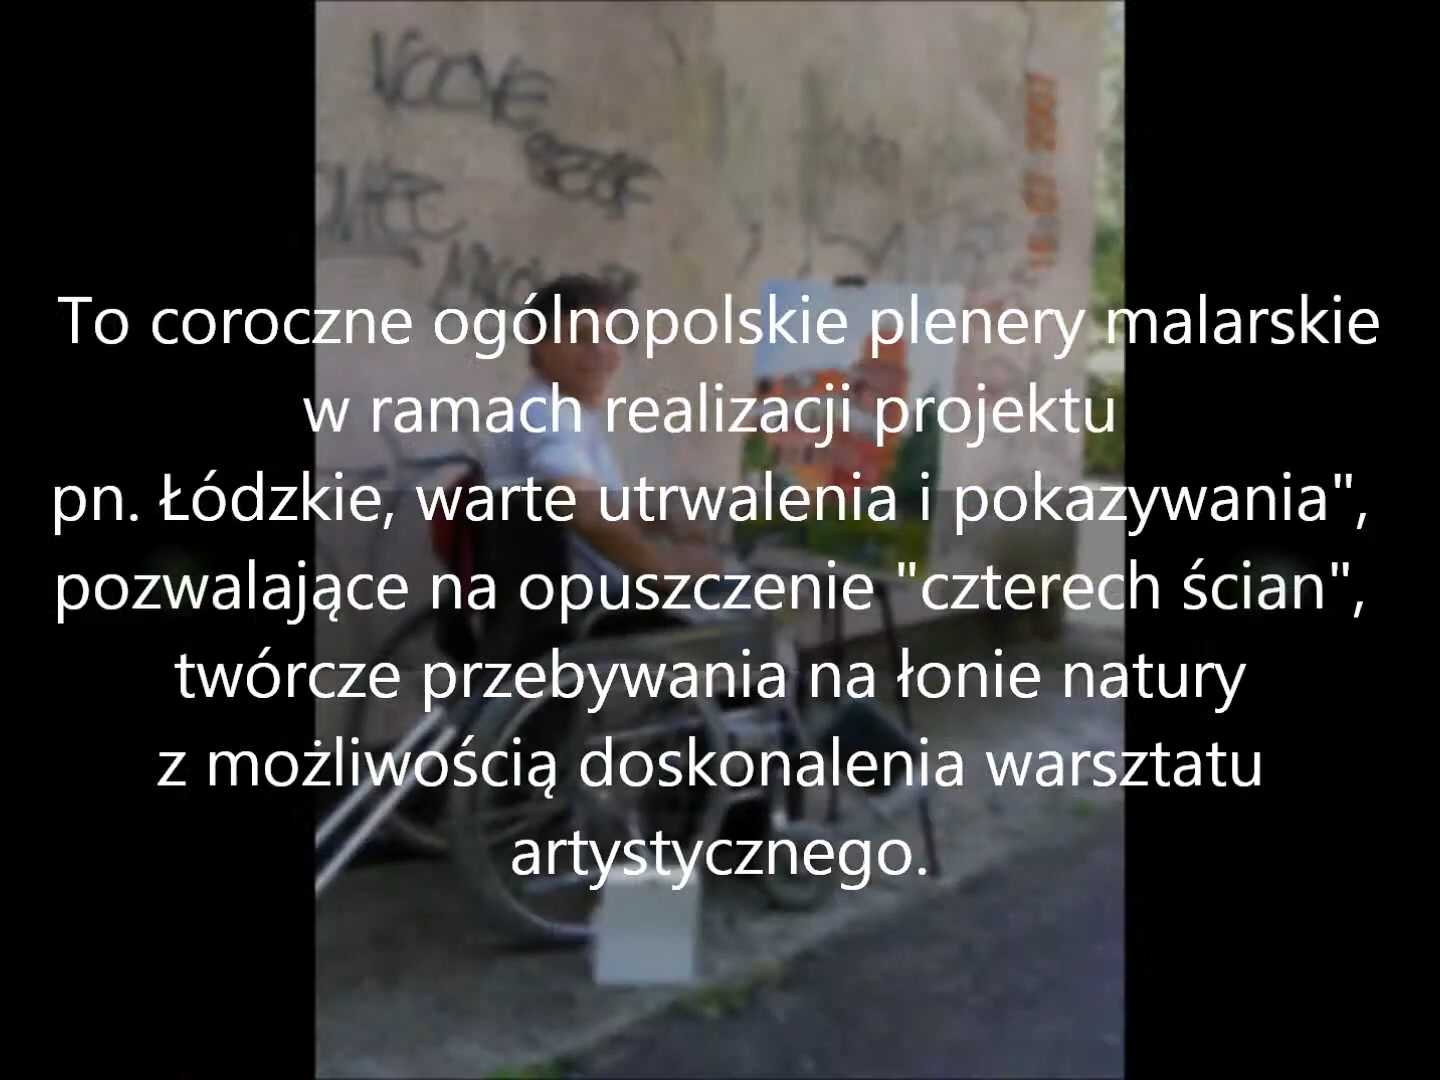 To coroczne ogólnopolskie plenery malarskie
w ramach realizacji projektu
pn. Łódzkie, warte utrwalenia i pokazywania",
pozwalające na opuszczenie "czterech ścian",
twórcze przebywania na łonie natury
z możliwością doskonalenia warsztatu
artystycznego.